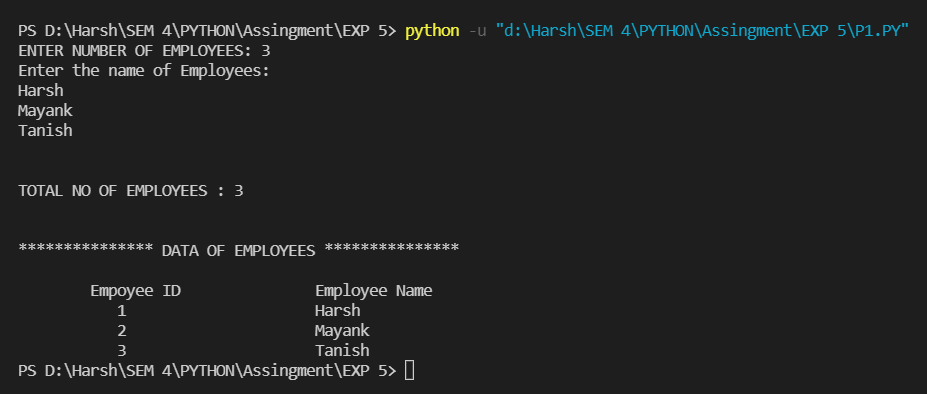 PS D:\Harsh\SEM 4\PYTHON\Assingment\EXP 5> python -u "d:\Harsh\SEM 4\PYTHON\Assingment\EXP 5\P1.PY"
ENTER NUMBER OF EMPLOYEES: 3
Enter the name of Employees:
Harsh
Mayank
Tanish
TOTAL NO OF EMPLOYEES : 3
*************** DATA OF EMPLOYEES ***************
Empoyee ID Employee Name
1 Harsh
2 Mayank
3 Tanish
PS D:\Harsh\SEM 4\PYTHON\Assingment\EXP 5>